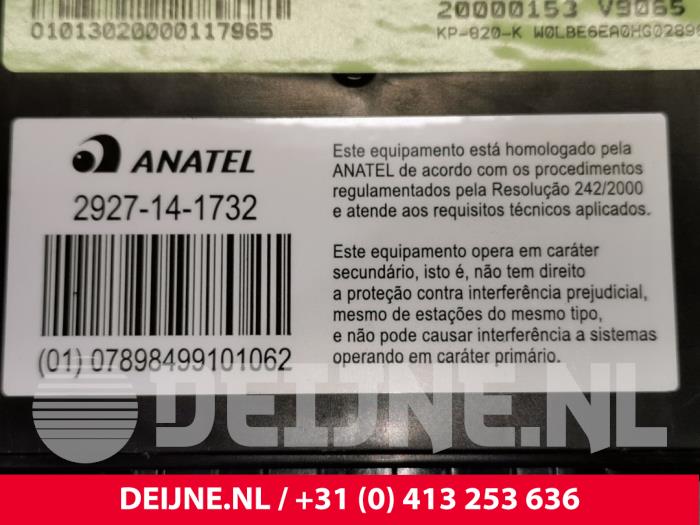 20000153 V9065
01013020000117965
KP-820-K W0LBE6EA0HG0289
ANATEL
2927-14-1732
(01) 07898499101062
Este equipamento está homologado pela
ANATEL de acordo com os procedimentos
regulamentados pela Resolução 242/2000
e atende aos requisitos técnicos aplicados.
Este equipamento opera em caráter
secundário, isto é, não tem direito
a proteção contra interferência prejudicial,
mesmo de estações do mesmo tipo,
e não pode causar interferência a sistemas
operando em caráter primário.
DEIJNE.NL
DEIJNE.NL / +31 (0) 413 253 636